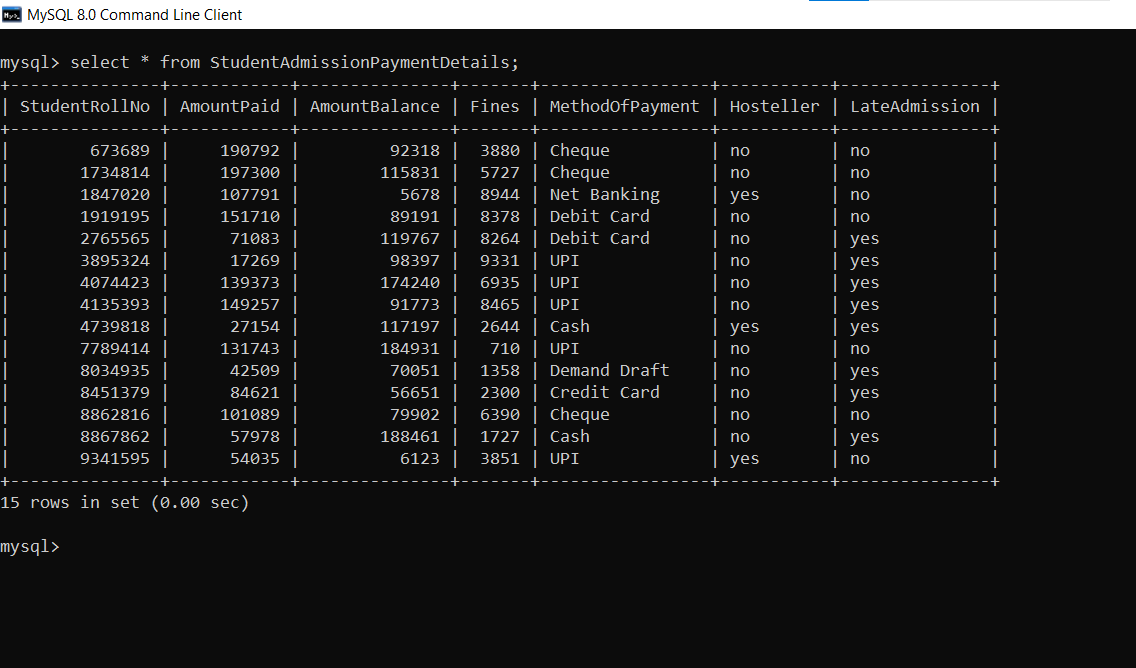 MySQL 8.0 Command Line Client
mysql> select * from StudentAdmissionPaymentDetails;
+---------------+------------+---------------+-------+-----------------+-----------+---------------+
| StudentRollNo | AmountPaid | AmountBalance | Fines | MethodOfPayment | Hosteller | LateAdmission |
+---------------+------------+---------------+-------+-----------------+-----------+---------------+
|        673689 |     190792 |         92318 |  3880 | Cheque          | no        | no            |
|       1734814 |     197300 |        115831 |  5727 | Cheque          | no        | no            |
|       1847020 |     107791 |          5678 |  8944 | Net Banking     | yes       | no            |
|       1919195 |     151710 |         89191 |  8378 | Debit Card      | no        | no            |
|       2765565 |      71083 |        119767 |  8264 | Debit Card      | no        | yes           |
|       3895324 |      17269 |         98397 |  9331 | UPI             | no        | yes           |
|       4074423 |     139373 |        174240 |  6935 | UPI             | no        | yes           |
|       4135393 |     149257 |         91773 |  8465 | UPI             | no        | yes           |
|       4739818 |      27154 |        117197 |  2644 | Cash            | yes       | yes           |
|       7789414 |     131743 |        184931 |   710 | UPI             | no        | no            |
|       8034935 |      42509 |         70051 |  1358 | Demand Draft    | no        | yes           |
|       8451379 |      84621 |         56651 |  2300 | Credit Card     | no        | yes           |
|       8862816 |     101089 |         79902 |  6390 | Cheque          | no        | no            |
|       8867862 |      57978 |        188461 |  1727 | Cash            | no        | yes           |
|       9341595 |      54035 |          6123 |  3851 | UPI             | yes       | no            |
+---------------+------------+---------------+-------+-----------------+-----------+---------------+
15 rows in set (0.00 sec)
mysql>